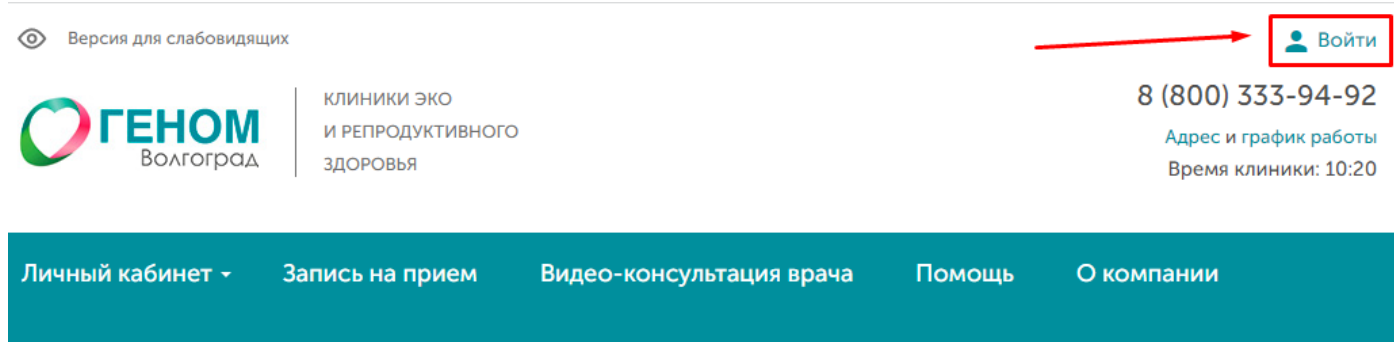 Версия для слабовидящих
Войти
ГЕНОМ
Волгоград
КЛИНИКИ ЭКО
И РЕПРОДУКТИВНОГО
ЗДОРОВЬЯ
8 (800) 333-94-92
Адрес и график работы
Время клиники: 10:20
Личный кабинет Запись на прием Видео-консультация врача Помощь О компании